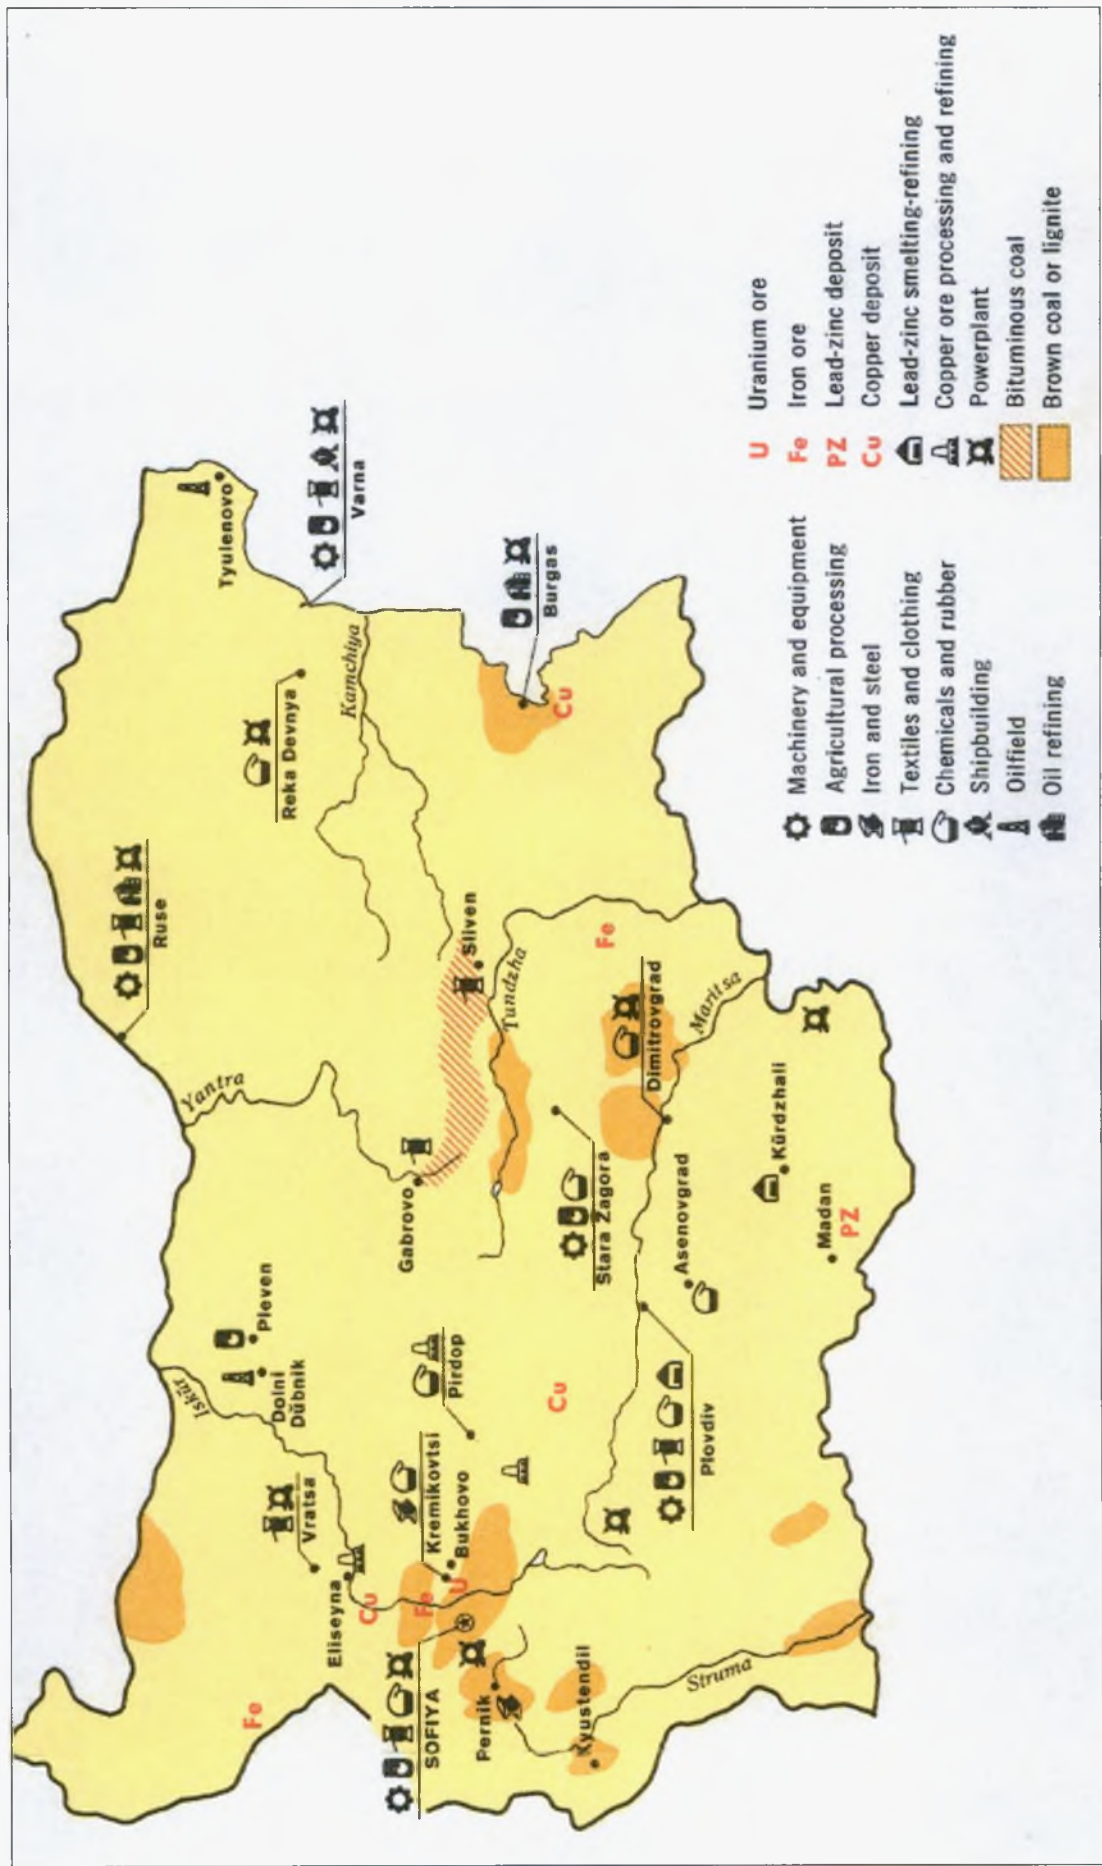 Ruse
Tyulenovo
Yantra
Varna
Reka Devnya
Kamchiya
Iskŭr
Pleven
Dolni
Dŭbnik
Vratsa
Gabrovo
Sliven
Burgas
Cu
Fe
Eliseyna
Cu
Fe
U
Kremikovtsi
Bukhovo
Pirdop
Tundzha
SOFIYA
Pernik
Kyustendil
Struma
Cu
Stara Zagora
Fe
Dimitrovgrad
Maritsa
Plovdiv
Asenovgrad
Kŭrdzhali
Madan
PZ
Machinery and equipment
Agricultural processing
Iron and steel
Textiles and clothing
Chemicals and rubber
Shipbuilding
Oilfield
Oil refining
U Uranium ore
Fe Iron ore
PZ Lead-zinc deposit
Cu Copper deposit
Lead-zinc smelting-refining
Copper ore processing and refining
Powerplant
Bituminous coal
Brown coal or lignite